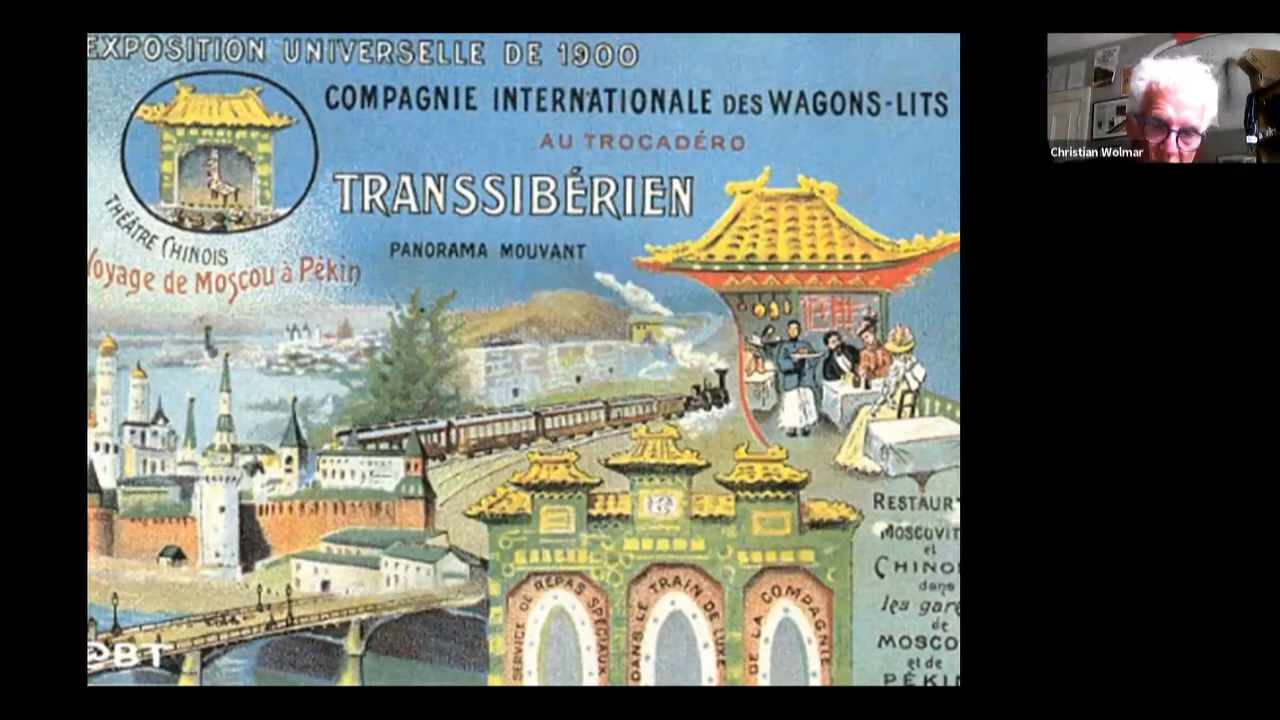 EXPOSITION UNIVERSELLE DE 1900
COMPAGNIE INTERNATIONALE DES WAGONS-LITS
AU TROCADÉRO
TRANSSIBÉRIEN
PANORAMA MOUVANT
THÉÂTRE CHINOIS
Voyage de Moscou à Pékin
RESTAUR
MOSCOVIT
et
CHINO
dans
les gare
de
MOSCO
et de
PÉKIN
SERVICE DE REPAS SPÉCIAUX
DANS LE TRAIN DE LUXE
DE LA COMPAGNIE
Christian Wolmar